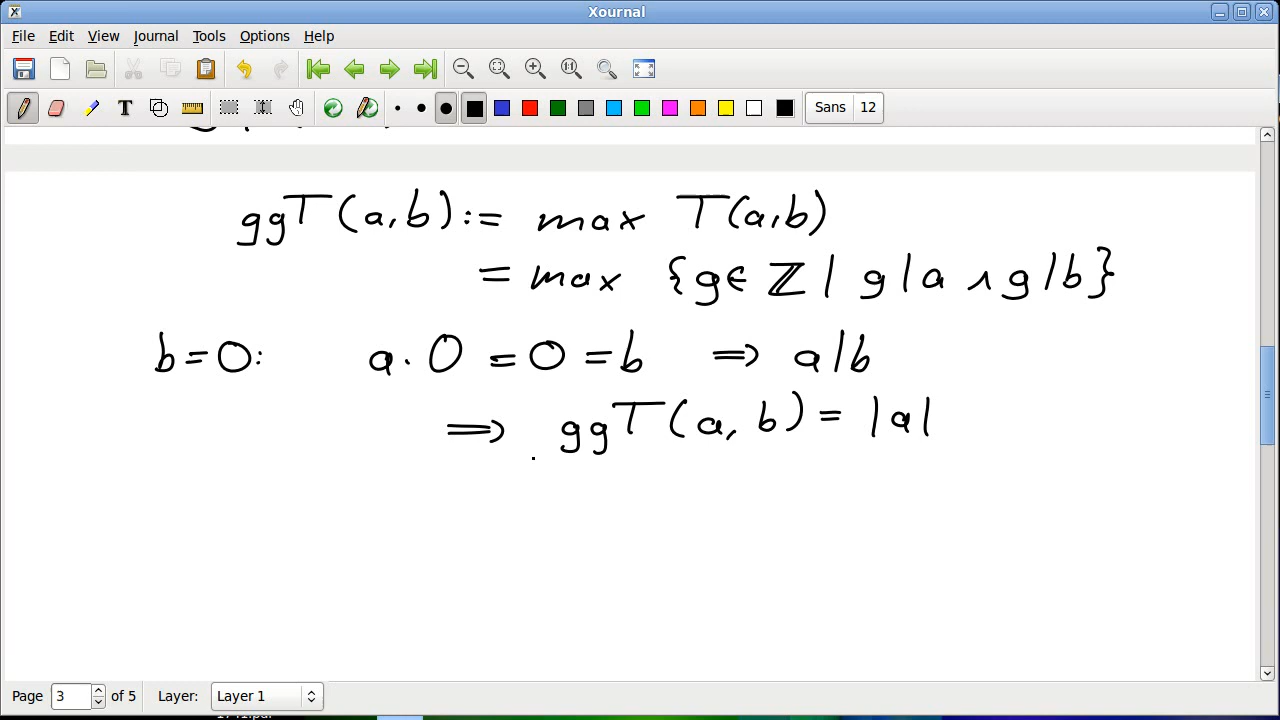 Xournal
File Edit View Journal Tools Options Help
Sans 12
ggT(a,b) := max T(a,b)
= max {g∈ℤ | g|a ∧ g|b}
b=0: a·0 = 0 = b ⟹ a|b
⟹ ggT(a,b) = |a|
Page 3 of 5 Layer: Layer 1